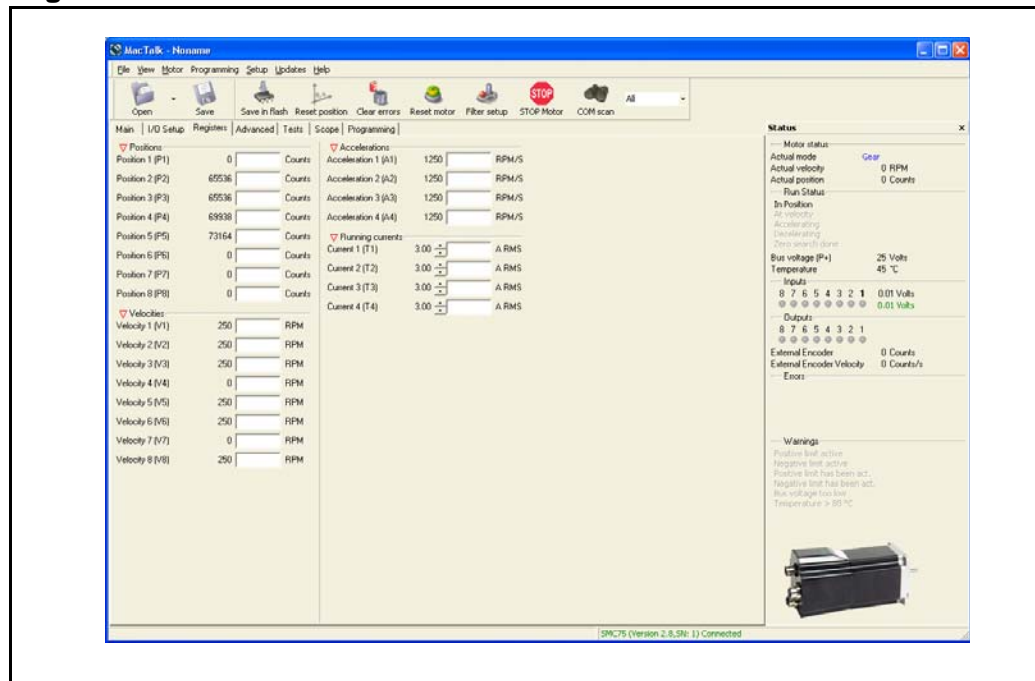 MacTalk - Noname
File View Motor Programming Setup Updates Help
Open Save Save in flash Reset position Clear errors Reset motor Filter setup STOP Motor COM scan All
STOP
Main I/O Setup Registers Advanced Tests Scope Programming
Positions
Position 1 (P1) 0 Counts
Position 2 (P2) 65536 Counts
Position 3 (P3) 65536 Counts
Position 4 (P4) 69938 Counts
Position 5 (P5) 73164 Counts
Position 6 (P6) 0 Counts
Position 7 (P7) 0 Counts
Position 8 (P8) 0 Counts
Velocities
Velocity 1 (V1) 250 RPM
Velocity 2 (V2) 250 RPM
Velocity 3 (V3) 250 RPM
Velocity 4 (V4) 0 RPM
Velocity 5 (V5) 250 RPM
Velocity 6 (V6) 250 RPM
Velocity 7 (V7) 0 RPM
Velocity 8 (V8) 250 RPM
Accelerations
Acceleration 1 (A1) 1250 RPM/S
Acceleration 2 (A2) 1250 RPM/S
Acceleration 3 (A3) 1250 RPM/S
Acceleration 4 (A4) 1250 RPM/S
Running currents
Current 1 (T1) 3.00 A RMS
Current 2 (T2) 3.00 A RMS
Current 3 (T3) 3.00 A RMS
Current 4 (T4) 3.00 A RMS
Status x
Motor status
Actual mode Gear
Actual velocity 0 RPM
Actual position 0 Counts
Run Status
In Position
At velocity
Accelerating
Decelerating
Zero search done
Bus voltage (P+) 25 Volts
Temperature 45 °C
Inputs
8 7 6 5 4 3 2 1 0.01 Volts
0.01 Volts
Outputs
8 7 6 5 4 3 2 1
External Encoder 0 Counts
External Encoder Velocity 0 Counts/s
Errors
Warnings
Positive limit active
Negative limit active
Positive limit has been act.
Negative limit has been act.
Bus voltage too low
Temperature > 80 °C
SMC75 (Version 2.8,SN: 1) Connected